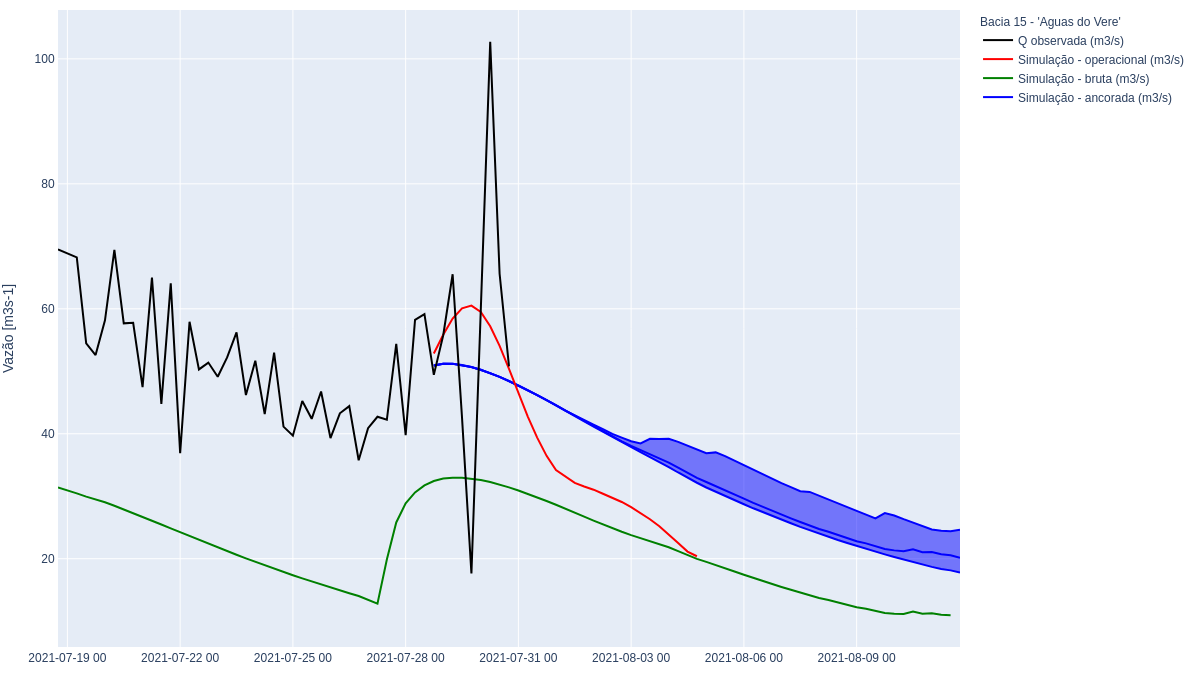 Bacia 15 - 'Aguas do Vere'
Q observada (m3/s)
Simulação - operacional (m3/s)
Simulação - bruta (m3/s)
Simulação - ancorada (m3/s)
Vazão [m3s-1]
100
80
60
40
20
2021-07-19 00
2021-07-22 00
2021-07-25 00
2021-07-28 00
2021-07-31 00
2021-08-03 00
2021-08-06 00
2021-08-09 00